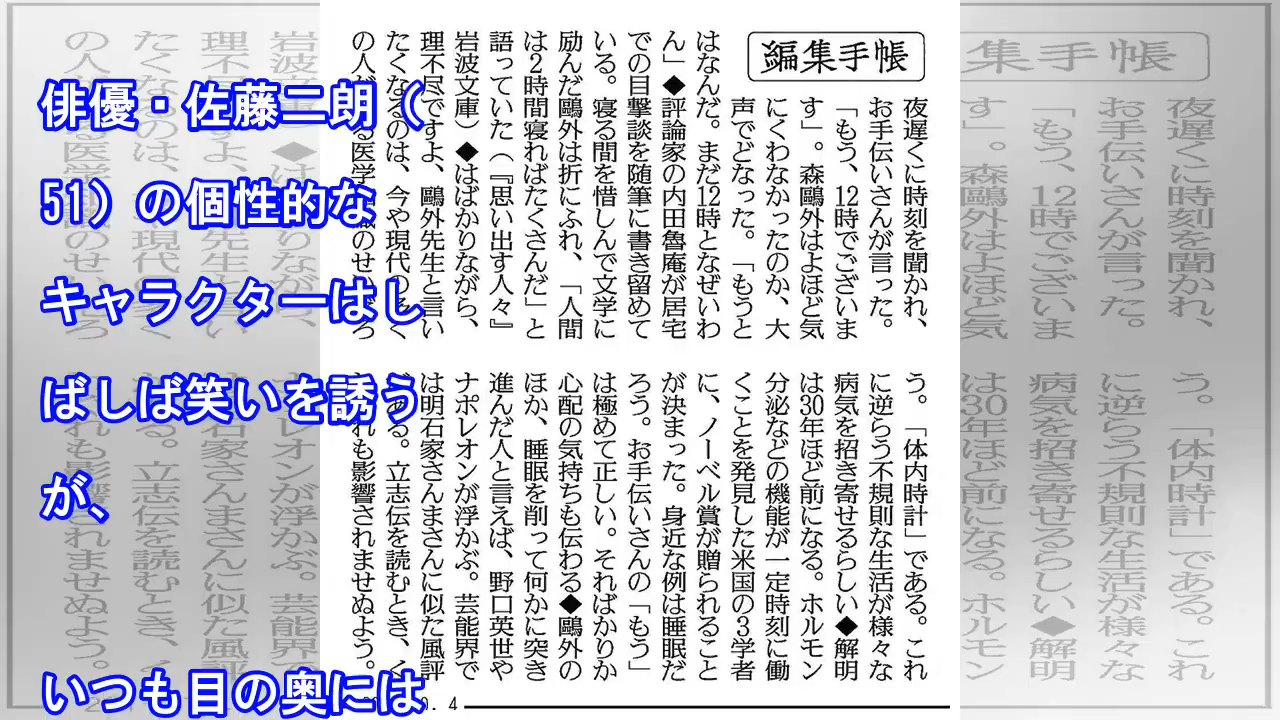 俳優・佐藤二朗（
51）の個性的な
キャラクターはし
ばしば笑いを誘う
が、
いつも目の奥には
編集手帳
夜遅くに時刻を聞かれ、
お手伝いさんが言った。
「もう、12時でございま
す」。森鷗外はよほど気
にくわなかったのか、大
声でどなった。「もうと
はなんだ。まだ12時となぜいわ
ん」◆評論家の内田魯庵が居宅
での目撃談を随筆に書き留めて
いる。寝る間を惜しんで文学に
励んだ鷗外は折にふれ、「人間
は2時間寝ればたくさんだ」と
語っていた（『思い出す人々』
岩波文庫）◆はばかりながら、
理不尽ですよ、鷗外先生と言い
たくなるのは、今や現代の
の人
う。「体内時計」である。これ
に逆らう不規則な生活が様々な
病気を招き寄せるらしい◆解明
は30年ほど前になる。ホルモン
分泌などの機能が一定時刻に働
くことを発見した米国の3学者
に、ノーベル賞が贈られること
が決まった。身近な例は睡眠だ
ろう。お手伝いさんの「もう」
は極めて正しい。そればかりか
心配の気持ちも伝わる◆鷗外の
ほか、睡眠を削って何かに突き
進んだ人と言えば、野口英世や
ナポレオンが浮かぶ。芸能界で
は明石家さんまさんに似た風評
ある。立志伝を読むとき、く
れも影響されませぬよう。